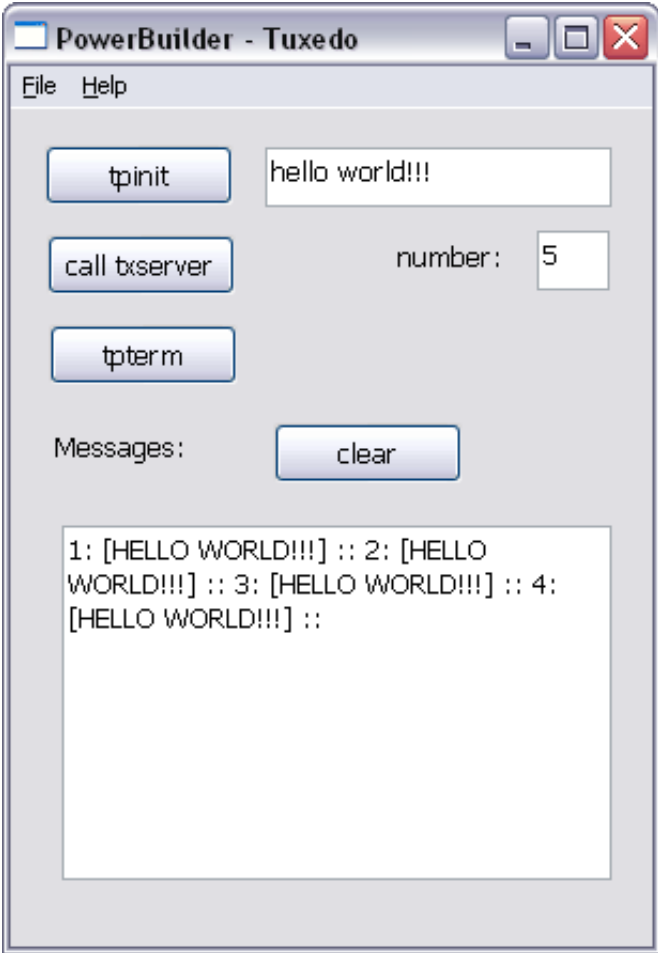 PowerBuilder - Tuxedo
File Help
tpinit
hello world!!!
call txserver
number:
5
tpterm
Messages:
clear
1: [HELLO WORLD!!!] :: 2: [HELLO
WORLD!!!] :: 3: [HELLO WORLD!!!] :: 4:
[HELLO WORLD!!!] ::